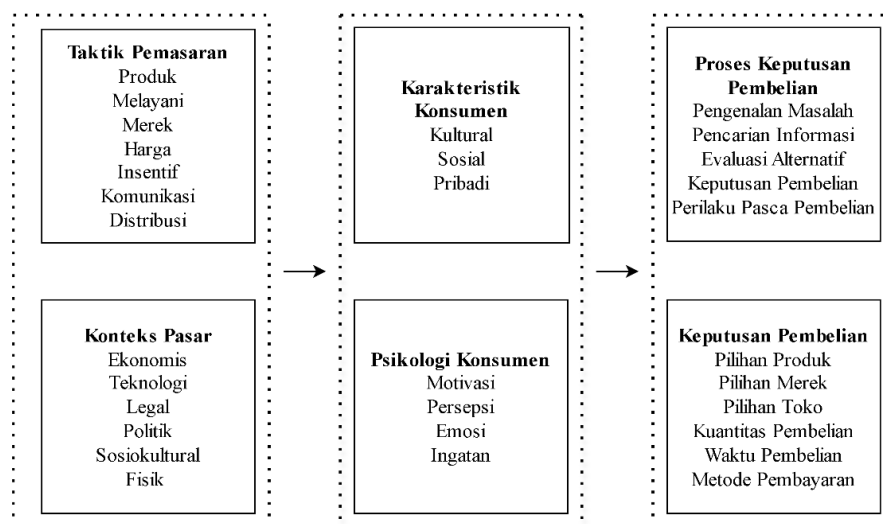 Taktik Pemasaran
Produk
Melayani
Merek
Harga
Insentif
Komunikasi
Distribusi
Konteks Pasar
Ekonomis
Teknologi
Legal
Politik
Sosiokultural
Fisik
Karakteristik
Konsumen
Kultural
Sosial
Pribadi
Psikologi Konsumen
Motivasi
Persepsi
Emosi
Ingatan
Proses Keputusan
Pembelian
Pengenalan Masalah
Pencarian Informasi
Evaluasi Alternatif
Keputusan Pembelian
Perilaku Pasca Pembelian
Keputusan Pembelian
Pilihan Produk
Pilihan Merek
Pilihan Toko
Kuantitas Pembelian
Waktu Pembelian
Metode Pembayaran